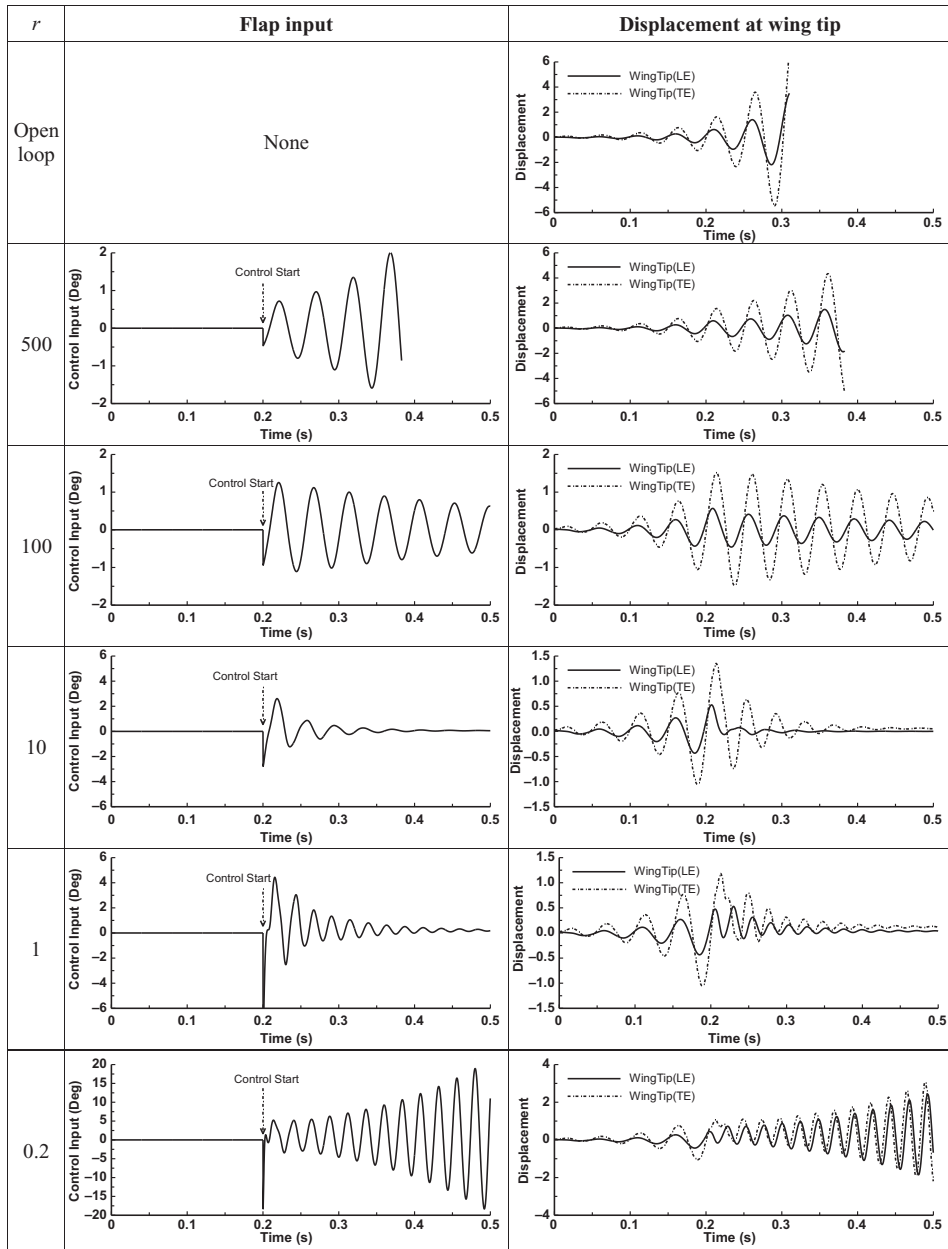 r Flap input Displacement at wing tip
Open loop
None
WingTip(LE)
WingTip(TE)
Displacement
6
4
2
0
–2
–4
–6
0 0.1 0.2 0.3 0.4 0.5
Time (s)
500
Control Start
Control Input (Deg)
2
1
0
–1
–2
0 0.1 0.2 0.3 0.4 0.5
Time (s)
WingTip(LE)
WingTip(TE)
Displacement
6
4
2
0
–2
–4
–6
0 0.1 0.2 0.3 0.4 0.5
Time (s)
100
Control Start
Control Input (Deg)
2
1
0
–1
–2
0 0.1 0.2 0.3 0.4 0.5
Time (s)
WingTip(LE)
WingTip(TE)
Displacement
2
1
0
–1
–2
0 0.1 0.2 0.3 0.4 0.5
Time (s)
10
Control Start
Control Input (Deg)
6
4
2
0
–2
–4
–6
0 0.1 0.2 0.3 0.4 0.5
Time (s)
WingTip(LE)
WingTip(TE)
Displacement
1.5
1.0
0.5
0.0
–0.5
–1.0
–1.5
0 0.1 0.2 0.3 0.4 0.5
Time (s)
1
Control Start
Control Input (Deg)
6
4
2
0
–2
–4
–6
0 0.1 0.2 0.3 0.4 0.5
Time (s)
WingTip(LE)
WingTip(TE)
Displacement
1.5
1.0
0.5
0.0
–0.5
–1.0
–1.5
0 0.1 0.2 0.3 0.4 0.5
Time (s)
0.2
Control Start
Control Input (Deg)
20
15
10
5
0
–5
–10
–15
–20
0 0.1 0.2 0.3 0.4 0.5
Time (s)
WingTip(LE)
WingTip(TE)
Displacement
4
2
0
–2
–4
0 0.1 0.2 0.3 0.4 0.5
Time (s)